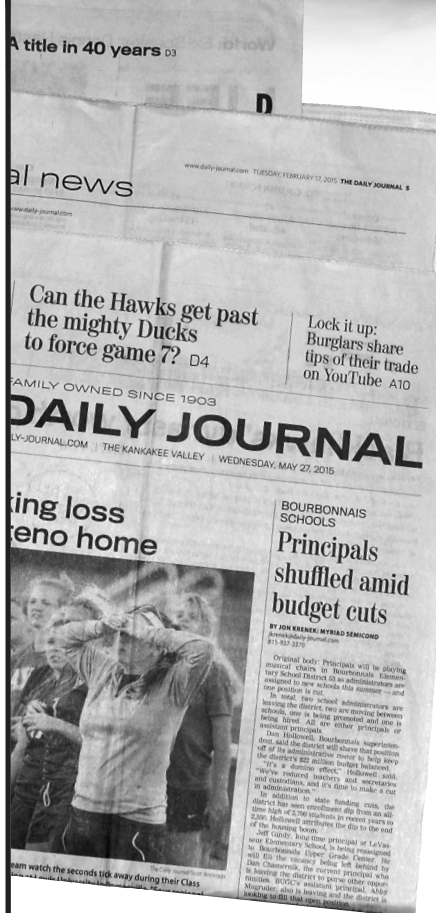 A title in 40 years D3
D
www.daily-journal.com TUESDAY, FEBRUARY 17, 2015 THE DAILY JOURNAL 5
al news
www.daily-journal.com
Can the Hawks get past
the mighty Ducks
to force game 7? D4
Lock it up:
Burglars share
tips of their trade
on YouTube A10
FAMILY OWNED SINCE 1903
DAILY JOURNAL
LY-JOURNAL.COM | THE KANKAKEE VALLEY | WEDNESDAY, MAY 27, 2015
king loss
teno home
BOURBONNAIS
SCHOOLS
Principals
shuffled amid
budget cuts
BY JON KRENEK: MYRIAD SEMICOND
jkrenek@daily-journal.com
815-937-3370
Original body: Principals will be playing
musical chairs in Bourbonnais Elemen-
tary School District 53 as administrators are
assigned to new schools this summer — and
one position is cut.
In total, two school administrators are
leaving the district, two are moving between
schools, one is being promoted and one is
being hired. All are either principals or
assistant principals.
Dan Hollowell, Bourbonnais superinten-
dent, said the district will shave that position
off of its administrative roster to help keep
the district's $22 million budget balanced.
"It's a domino effect," Hollowell said.
"We've reduced teachers and secretaries
and custodians, and it's time to make a cut
in administration."
In addition to state funding cuts, the
district has seen enrollment dip from an all-
time high of 2,700 students in recent years to
2,550. Hollowell attributes the dip to the end
of the housing boom.
Jeff Gindy, long-time principal at LeVas-
seur Elementary School, is being reassigned
to Bourbonnais Upper Grade Center. He
will fill the vacancy being left behind by
Dan Chamernik, the current principal who
is leaving the district to pursue other oppor-
tunities. BUGC's assistant principal, Abby
Magruder, also is leaving and the district is
looking to fill that open position
The Daily Journal/Scott Anderson
eam watch the seconds tick away during their Class